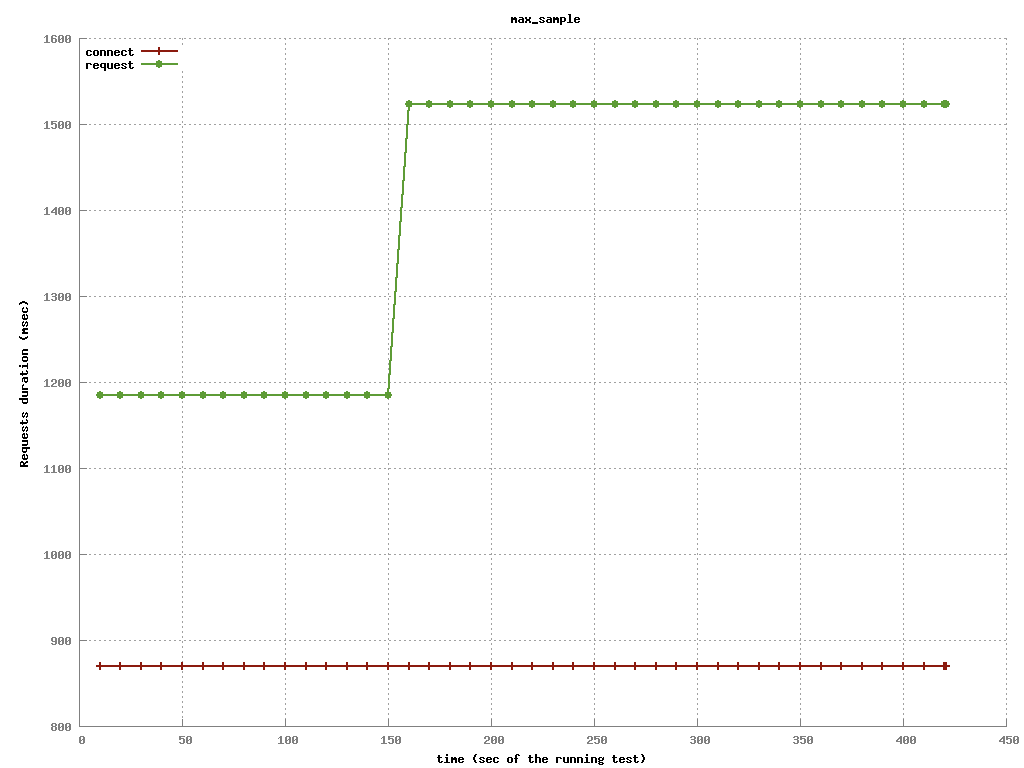 max_sample
connect
request
1600
1500
1400
1300
1200
1100
1000
900
800
Requests duration (msec)
0 50 100 150 200 250 300 350 400 450
time (sec of the running test)